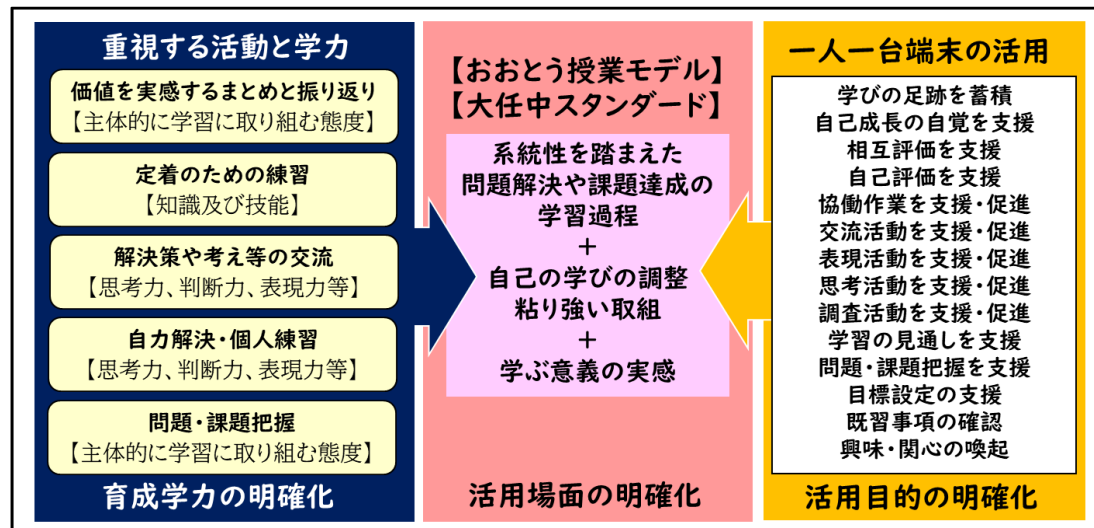 重視する活動と学力
価値を実感するまとめと振り返り
【主体的に学習に取り組む態度】
定着のための練習
【知識及び技能】
解決策や考え等の交流
【思考力、判断力、表現力等】
自力解決・個人練習
【思考力、判断力、表現力等】
問題・課題把握
【主体的に学習に取り組む態度】
育成学力の明確化
【おおとう授業モデル】
【大任中スタンダード】
系統性を踏まえた
問題解決や課題達成の
学習過程
+
自己の学びの調整
粘り強い取組
+
学ぶ意義の実感
活用場面の明確化
一人一台端末の活用
学びの足跡を蓄積
自己成長の自覚を支援
相互評価を支援
自己評価を支援
協働作業を支援・促進
交流活動を支援・促進
表現活動を支援・促進
思考活動を支援・促進
調査活動を支援・促進
学習の見通しを支援
問題・課題把握を支援
目標設定の支援
既習事項の確認
興味・関心の喚起
活用目的の明確化